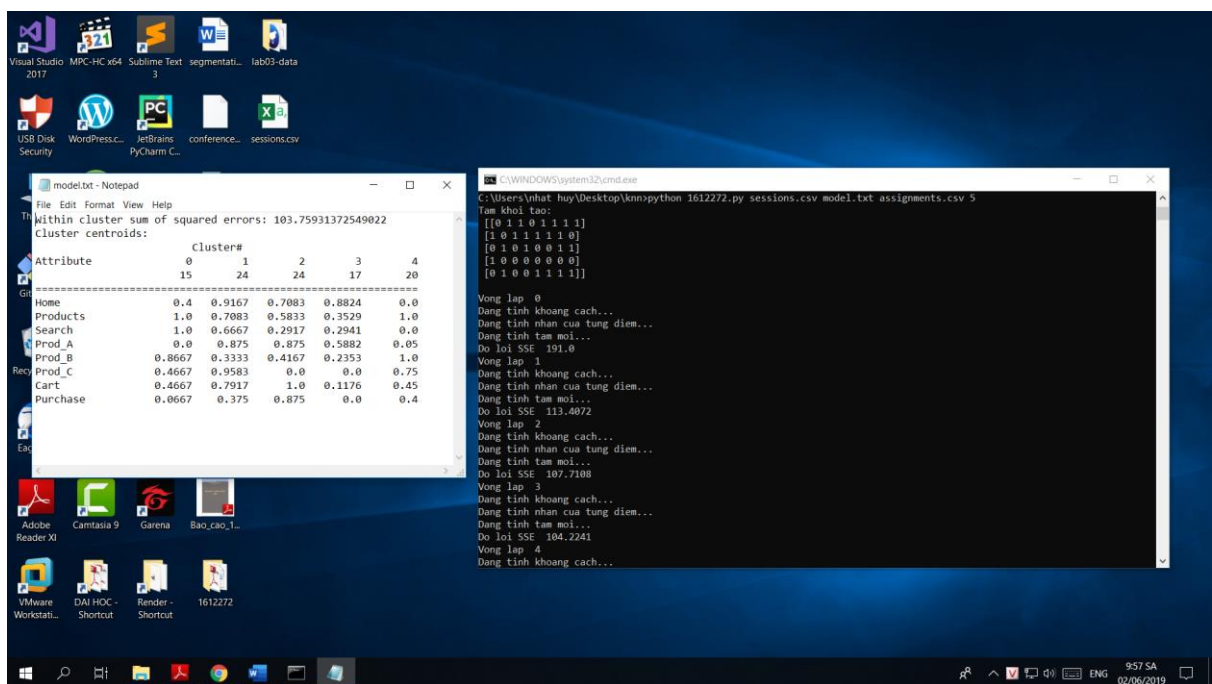 Visual Studio 2017
MPC-HC x64
Sublime Text 3
segmentati...
lab03-data
USB Disk Security
WordPress.c...
JetBrains PyCharm C...
conference...
sessions.csv
model.txt - Notepad
File Edit Format View Help
Within cluster sum of squared errors: 103.75931372549022
Cluster centroids:
Cluster#
Attribute 0 1 2 3 4
15 24 24 17 20
================================================
Home 0.4 0.9167 0.7083 0.8824 0.0
Products 1.0 0.7083 0.5833 0.3529 1.0
Search 1.0 0.6667 0.2917 0.2941 0.0
Prod_A 0.0 0.875 0.875 0.5882 0.05
Prod_B 0.8667 0.3333 0.4167 0.2353 1.0
Prod_C 0.4667 0.9583 0.0 0.0 0.75
Cart 0.4667 0.7917 1.0 0.1176 0.45
Purchase 0.0667 0.375 0.875 0.0 0.4
C:\WINDOWS\system32\cmd.exe
C:\Users\nhat huy\Desktop\knn>python 1612272.py sessions.csv model.txt assignments.csv 5
Tam khoi tao:
[[0 1 1 0 1 1 1 1]
[1 0 1 1 1 1 1 0]
[0 1 0 1 0 0 1 1]
[1 0 0 0 0 0 0 0]
[0 1 0 0 1 1 1 1]]
Vong lap 0
Dang tinh khoang cach...
Dang tinh nhan cua tung diem...
Dang tinh tam moi...
Do loi SSE 191.0
Vong lap 1
Dang tinh khoang cach...
Dang tinh nhan cua tung diem...
Dang tinh tam moi...
Do loi SSE 113.4072
Vong lap 2
Dang tinh khoang cach...
Dang tinh nhan cua tung diem...
Dang tinh tam moi...
Do loi SSE 107.7108
Vong lap 3
Dang tinh khoang cach...
Dang tinh nhan cua tung diem...
Dang tinh tam moi...
Do loi SSE 104.2241
Vong lap 4
Dang tinh khoang cach...
Adobe Reader XI
Camtasia 9
Garena
Bao_cao_1...
VMware Workstati...
DAI HOC - Shortcut
Render - Shortcut
1612272
ENG
9:57 SA
02/06/2019